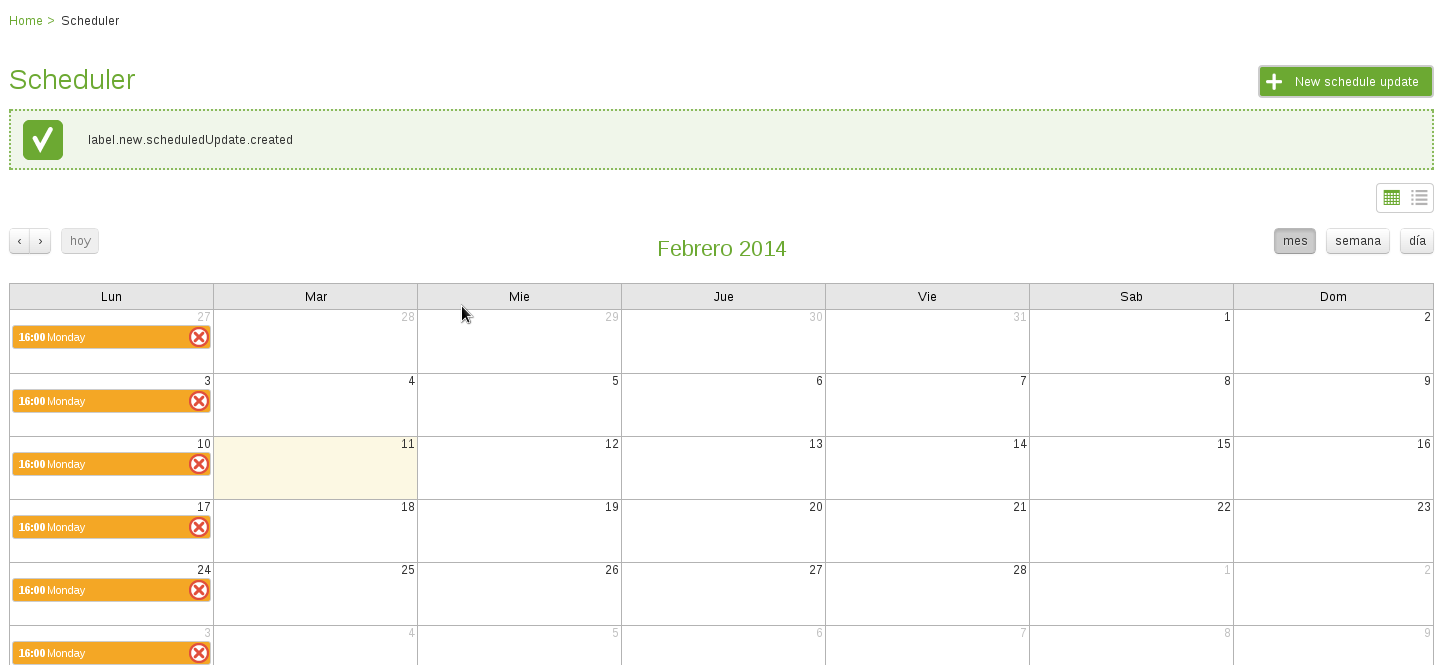 Home > Scheduler
Scheduler
+ New schedule update
label.new.scheduledUpdate.created
‹ › hoy
Febrero 2014
mes semana día
Lun Mar Mie Jue Vie Sab Dom
27 28 29 30 31 1 2
16:00 Monday
3 4 5 6 7 8 9
16:00 Monday
10 11 12 13 14 15 16
16:00 Monday
17 18 19 20 21 22 23
16:00 Monday
24 25 26 27 28 1 2
16:00 Monday
3 4 5 6 7 8 9
16:00 Monday